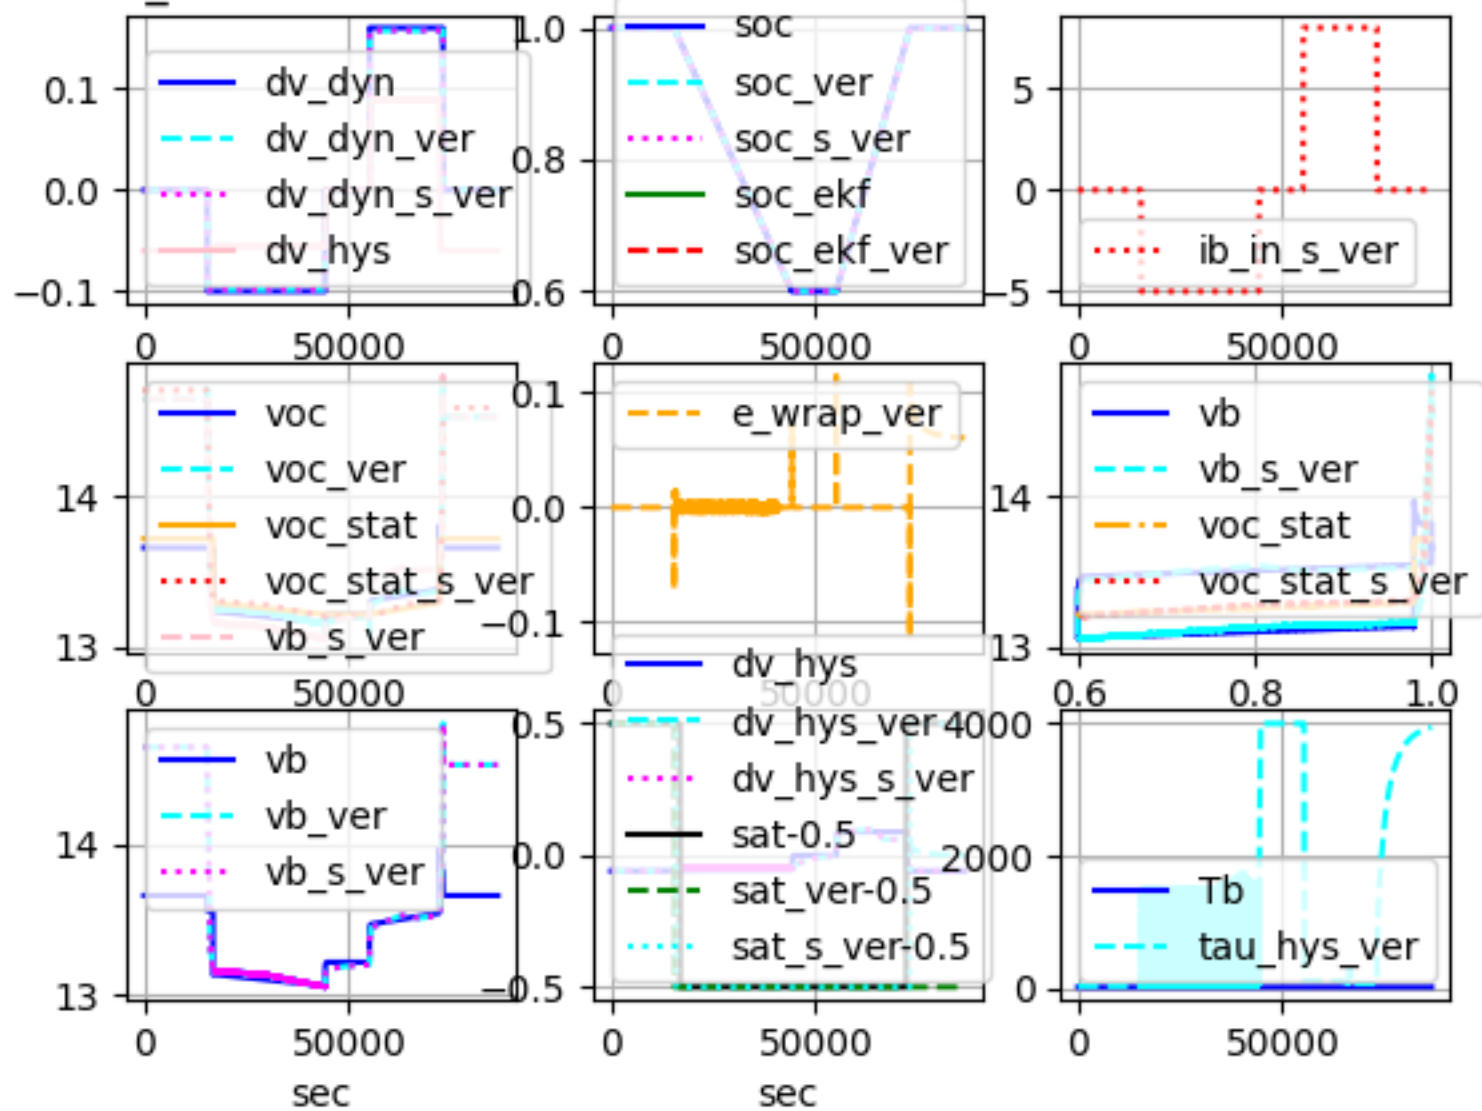 dv_dyn
dv_dyn_ver
dv_dyn_s_ver
dv_hys
0.1
0.0
−0.1
0
50000
soc
soc_ver
soc_s_ver
soc_ekf
soc_ekf_ver
1.0
0.8
0.6
0
50000
ib_in_s_ver
5
0
−5
0
50000
voc
voc_ver
voc_stat
voc_stat_s_ver
vb_s_ver
14
13
0
50000
e_wrap_ver
0.1
0.0
−0.1
0
50000
vb
vb_s_ver
voc_stat
voc_stat_s_ver
14
13
0.6
0.8
1.0
vb
vb_ver
vb_s_ver
14
13
0
50000
sec
dv_hys
dv_hys_ver
dv_hys_s_ver
sat-0.5
sat_ver-0.5
sat_s_ver-0.5
0.5
0.0
−0.5
0
50000
sec
Tb
tau_hys_ver
4000
2000
0
0
50000